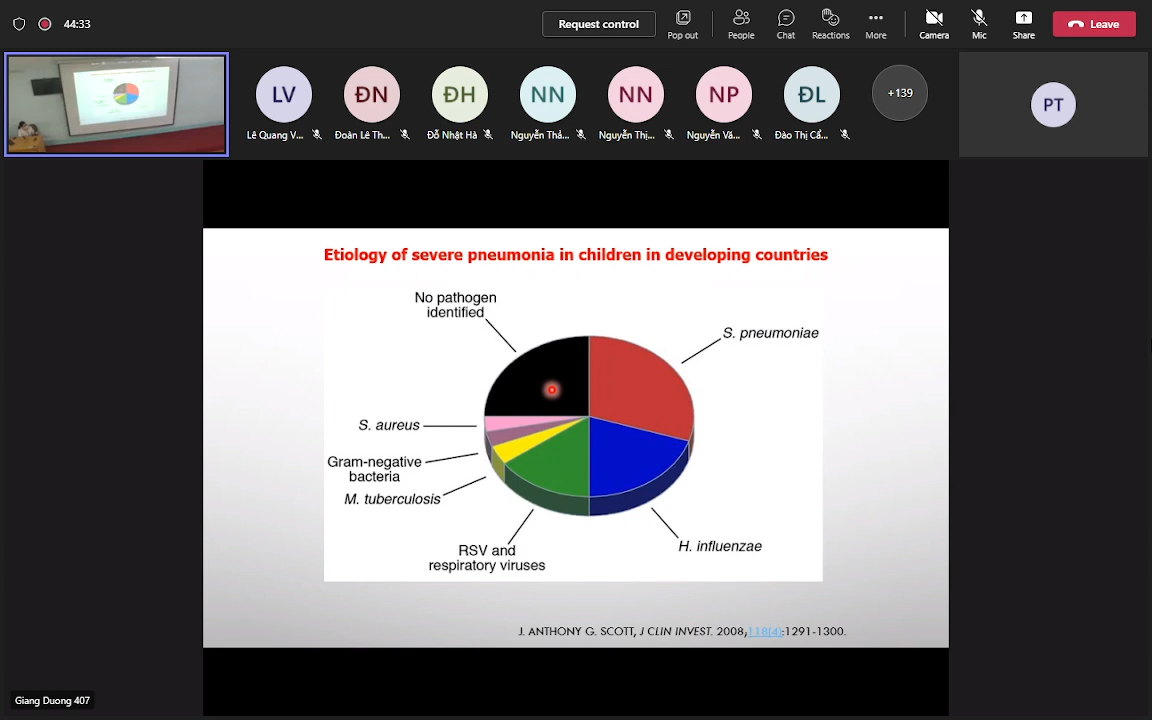 44:33
Request control
Pop out
People
Chat
Reactions
More
Camera
Mic
Share
Leave
LV
ĐN
ĐH
NN
NN
NP
ĐL
+139
PT
Lê Quang V...
Đoàn Lê Th...
Đỗ Nhật Hà
Nguyễn Thả...
Nguyễn Thị...
Nguyễn Vă...
Đào Thị Cẩ...
Etiology of severe pneumonia in children in developing countries
No pathogen
identified
S. pneumoniae
S. aureus
Gram-negative
bacteria
M. tuberculosis
RSV and
respiratory viruses
H. influenzae
J. ANTHONY G. SCOTT, J CLIN INVEST. 2008;118(4):1291-1300.
Giang Duong 407